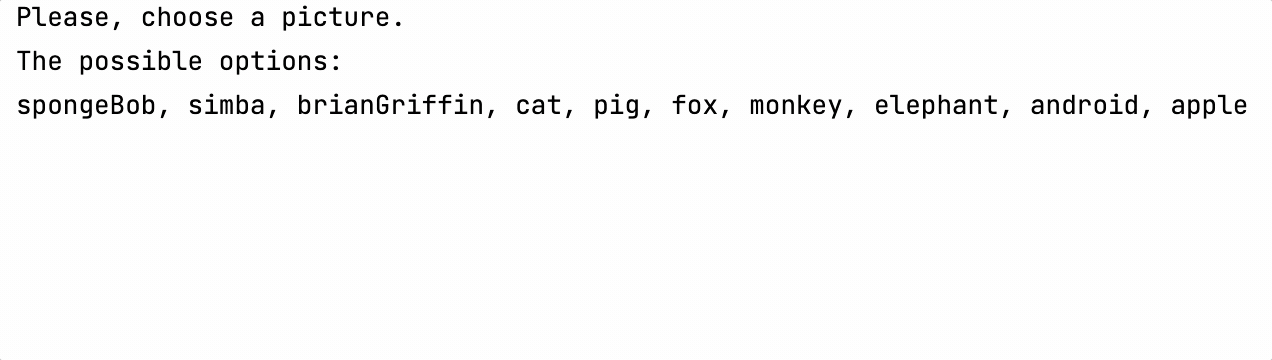 Please, choose a picture.
The possible options:
spongeBob, simba, brianGriffin, cat, pig, fox, monkey, elephant, android, apple